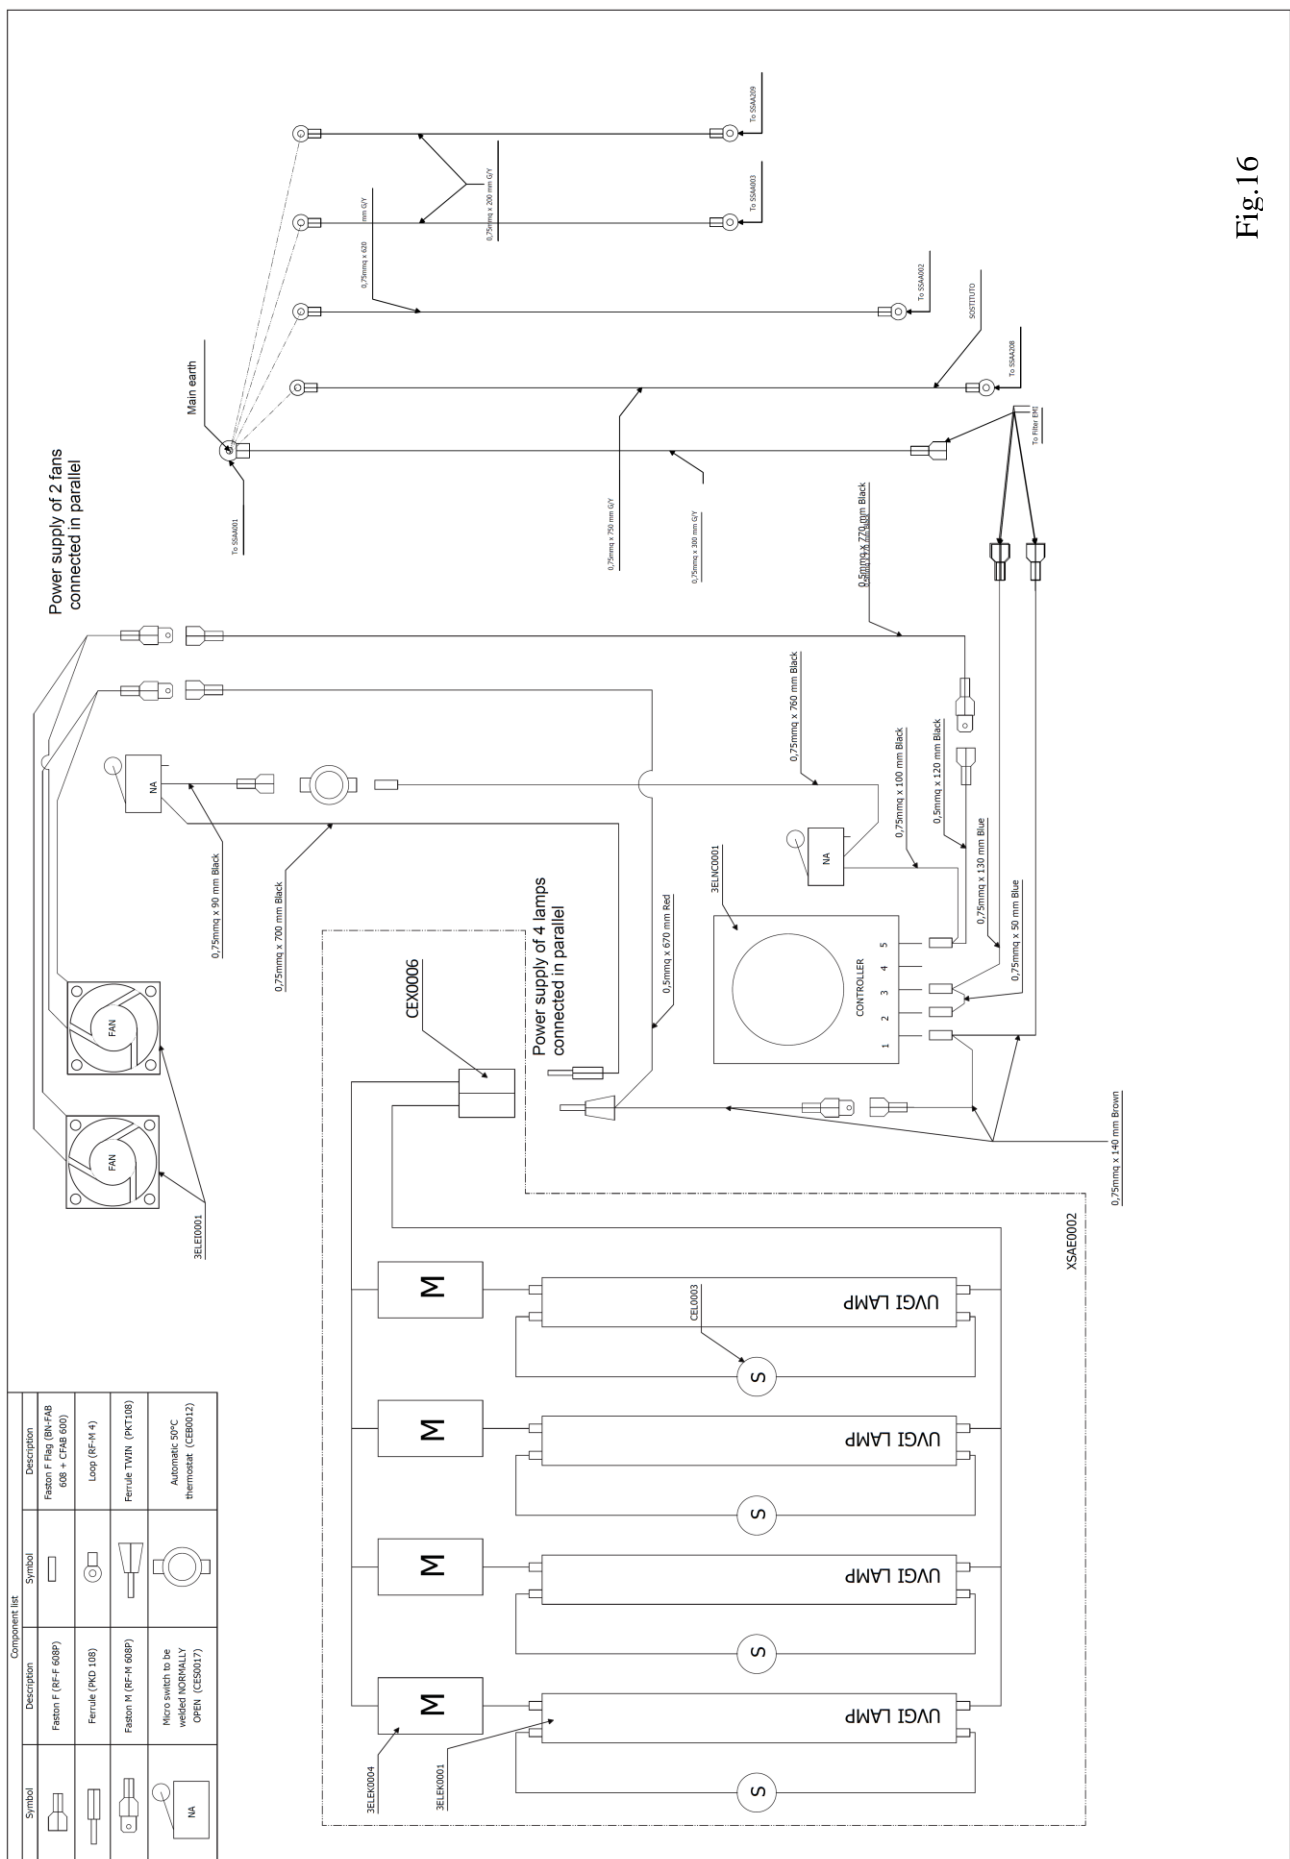 Component list
Symbol
Description
Symbol
Description
Faston F (RF-F 608P)
Faston F Flag (BN-FAB
608 + CFAB 600)
Ferrule (PKD 108)
Loop (RF-M 4)
Faston M (RF-M 608P)
Ferrule TWIN (PKT108)
NA
Micro switch to be
welded NORMALLY
OPEN (CES0017)
Automatic 50°C
thermostat (CEB0012)
3ELEI0001
FAN
FAN
Power supply of 2 fans
connected in parallel
NA
0,75mmq x 90 mm Black
0,75mmq x 700 mm Black
To SSAA001
Main earth
0,75mmq x 620 mm G/Y
0,75mmq x 200 mm G/Y
To SSAA209
To SSAA003
To SSAA002
SOSTITUTO
To SSAA208
To Filter EMI
0,75mmq x 750 mm G/Y
0,75mmq x 300 mm G/Y
0,5mmq x 770 mm Black
0,75mmq x 760 mm Black
0,75mmq x 100 mm Black
0,5mmq x 120 mm Black
0,75mmq x 130 mm Blue
0,75mmq x 50 mm Blue
NA
3ELNC0001
CONTROLLER
1 2 3 4 5
CEX0006
Power supply of 4 lamps
connected in parallel
0,5mmq x 670 mm Red
0,75mmq x 140 mm Brown
XSAE0002
3ELEK0004
3ELEK0001
CEL0003
M
M
M
M
UVGI LAMP
UVGI LAMP
UVGI LAMP
UVGI LAMP
S
S
S
S
Fig.16